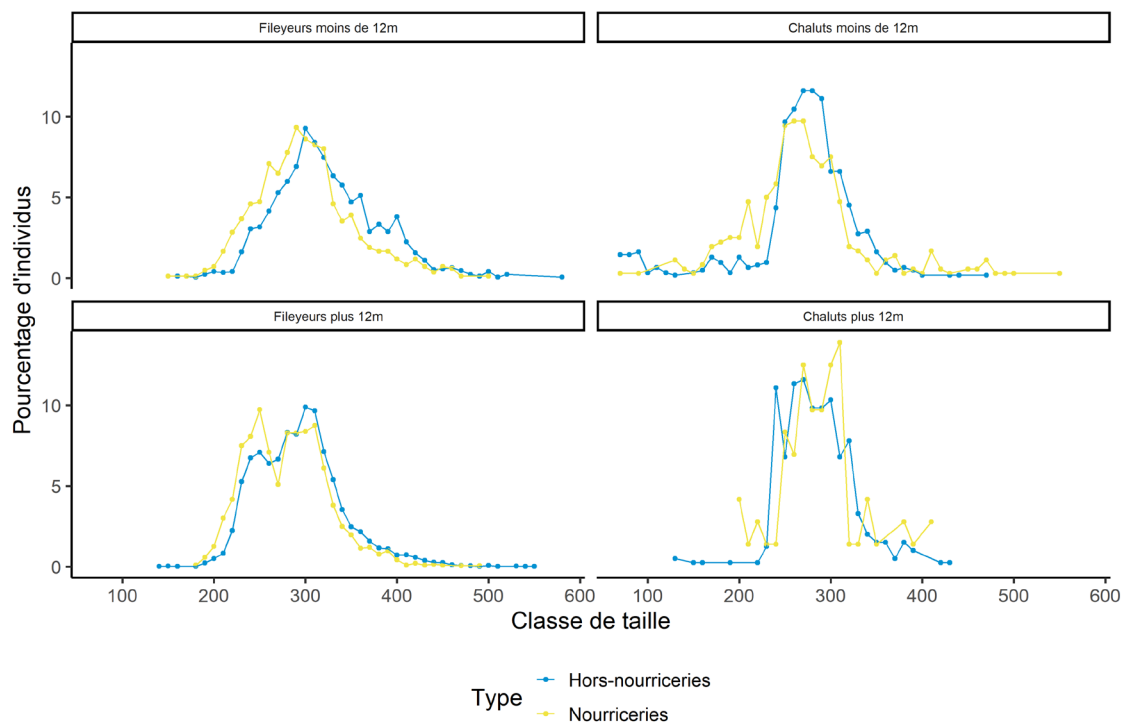 Fileyeurs moins de 12m
Chaluts moins de 12m
10
5
0
Pourcentage d'individus
Fileyeurs plus 12m
Chaluts plus 12m
10
5
0
100 200 300 400 500 600
100 200 300 400 500 600
Classe de taille
Type
Hors-nourriceries
Nourriceries